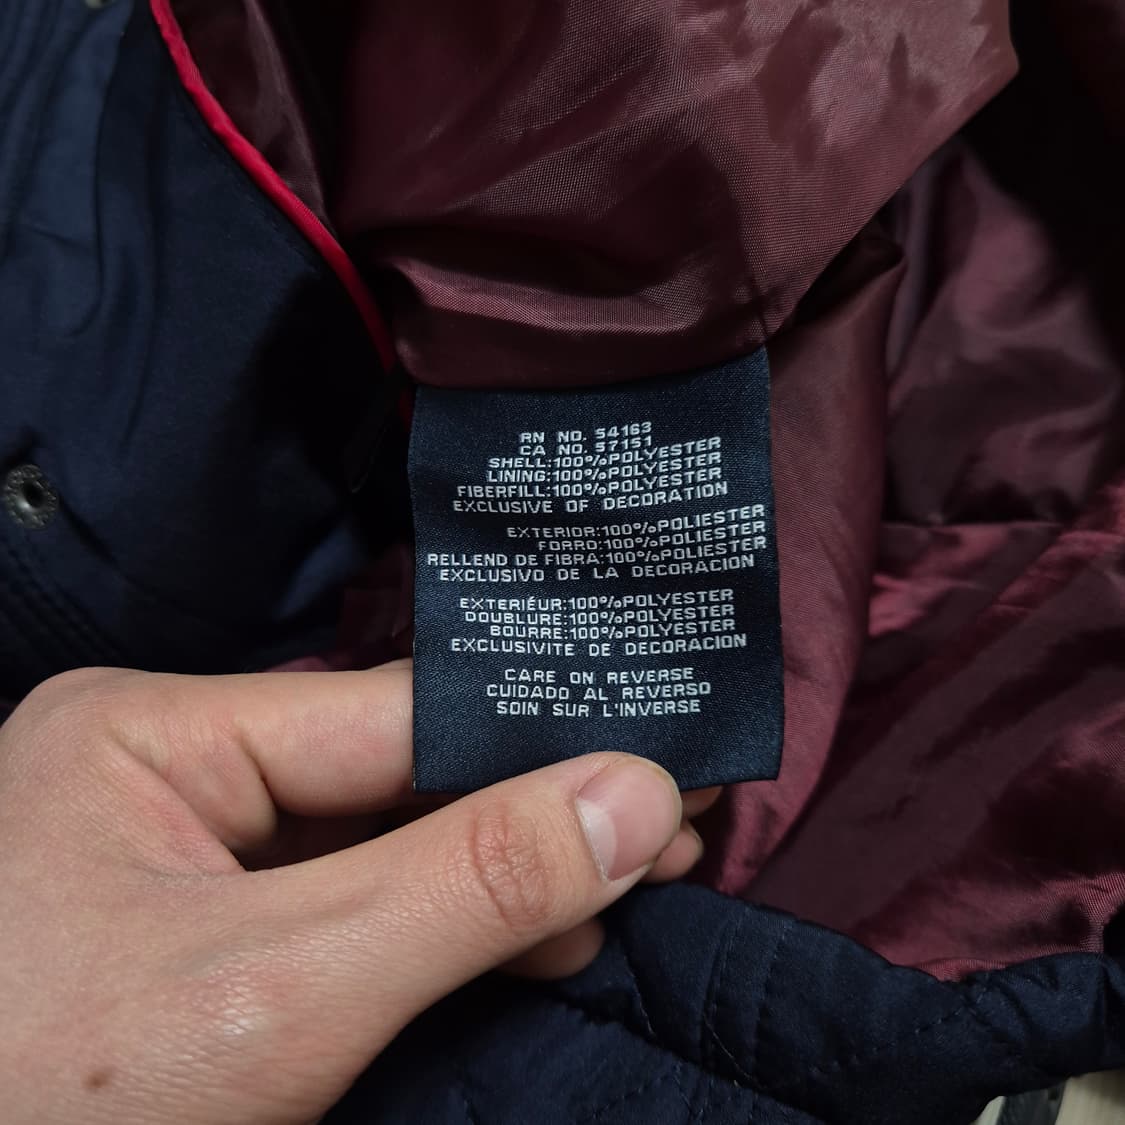 RN NO. 54163
CA NO. 57151
SHELL:100%POLYESTER
LINING:100%POLYESTER
FIBERFILL:100%POLYESTER
EXCLUSIVE OF DECORATION
EXTERIOR:100%POLIESTER
FORRO:100%POLIESTER
RELLEND DE FIBRA:100%POLIESTER
EXCLUSIVO DE LA DECORACION
EXTERIÉUR:100%POLYESTER
DOUBLURE:100%POLYESTER
BOURRE:100%POLYESTER
EXCLUSIVITE DE DECORACION
CARE ON REVERSE
CUIDADO AL REVERSO
SOIN SUR L'INVERSE